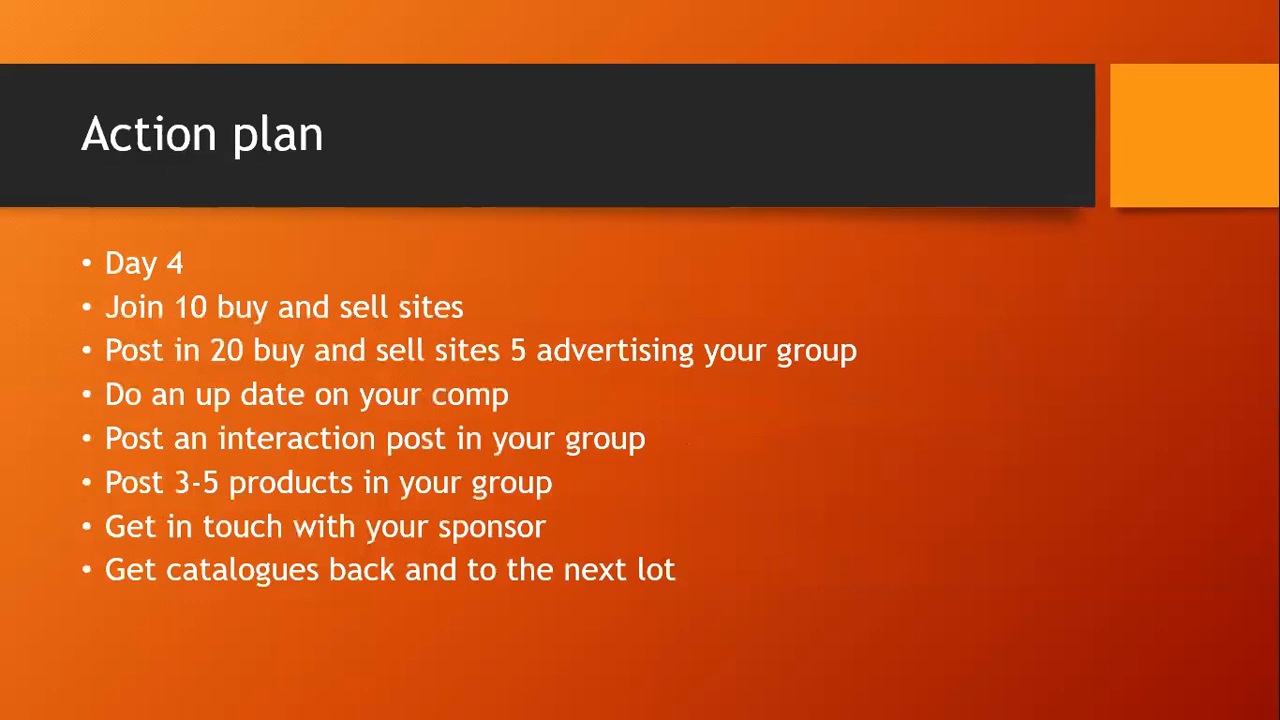 Action plan
• Day 4
• Join 10 buy and sell sites
• Post in 20 buy and sell sites 5 advertising your group
• Do an up date on your comp
• Post an interaction post in your group
• Post 3-5 products in your group
• Get in touch with your sponsor
• Get catalogues back and to the next lot